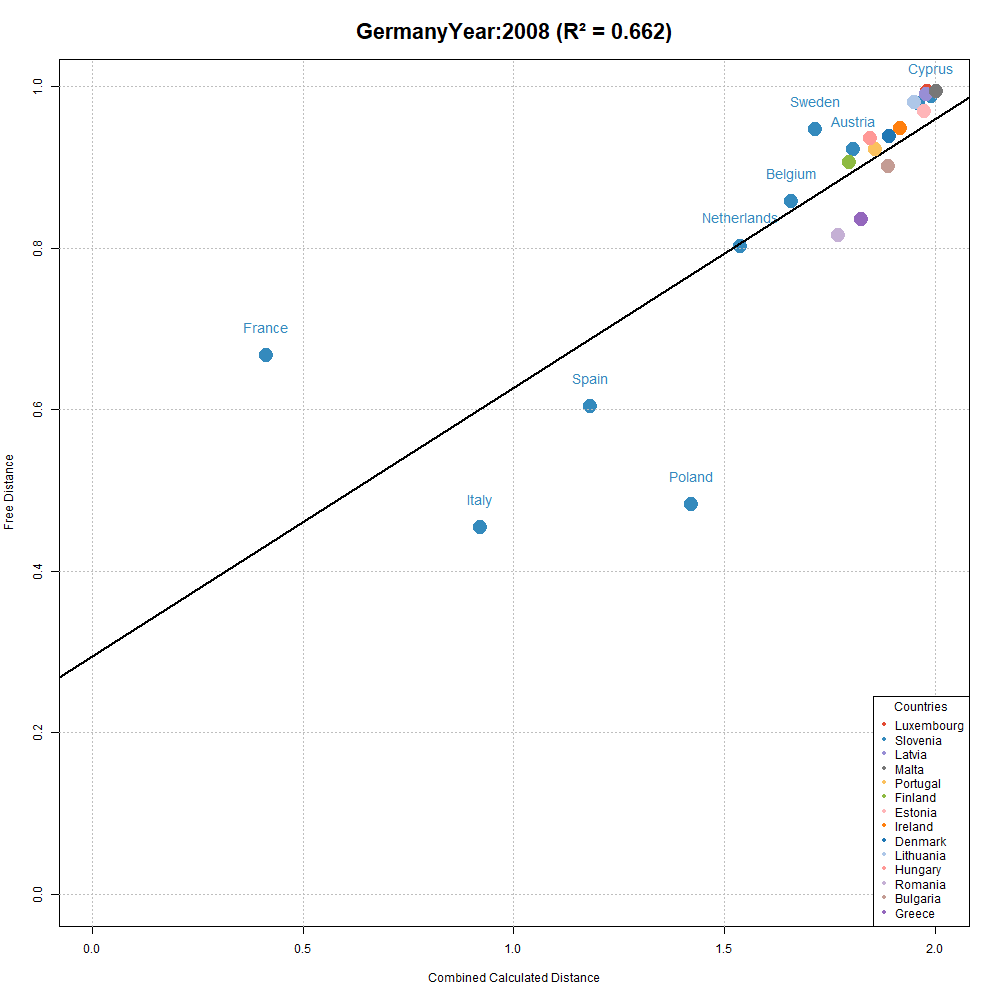 GermanyYear:2008 (R² = 0.662)
Cyprus
Sweden
Austria
Belgium
Netherlands
France
Spain
Poland
Italy
1.0
0.8
0.6
0.4
0.2
0.0
Free Distance
0.0 0.5 1.0 1.5 2.0
Combined Calculated Distance
Countries
Luxembourg
Slovenia
Latvia
Malta
Portugal
Finland
Estonia
Ireland
Denmark
Lithuania
Hungary
Romania
Bulgaria
Greece